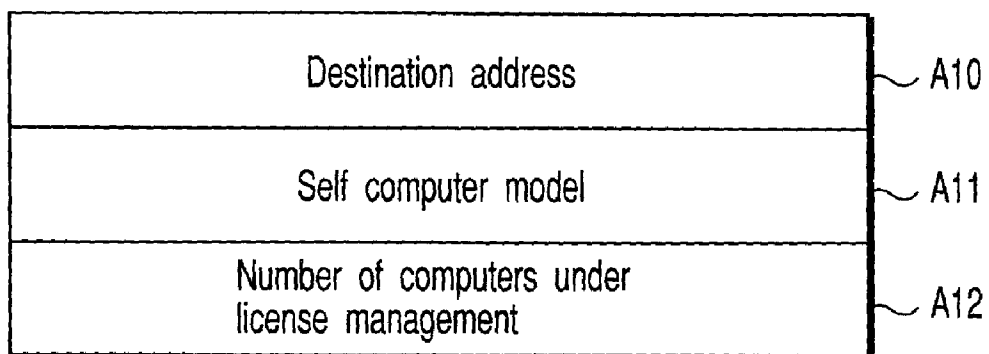 Destination address A10
Self computer model A11
Number of computers under
license management A12